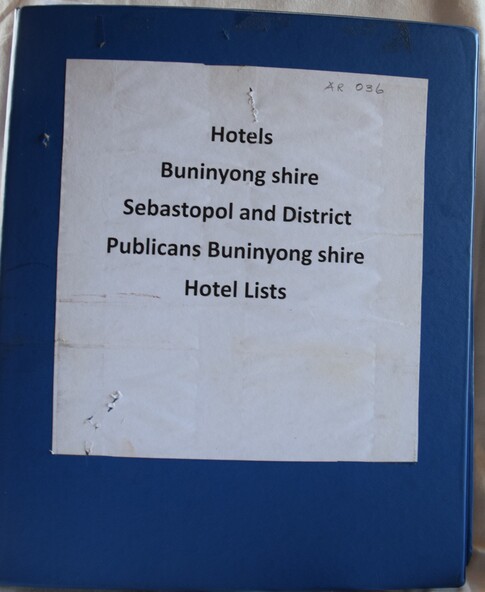 AR 036
Hotels
Buninyong shire
Sebastopol and District
Publicans Buninyong shire
Hotel Lists